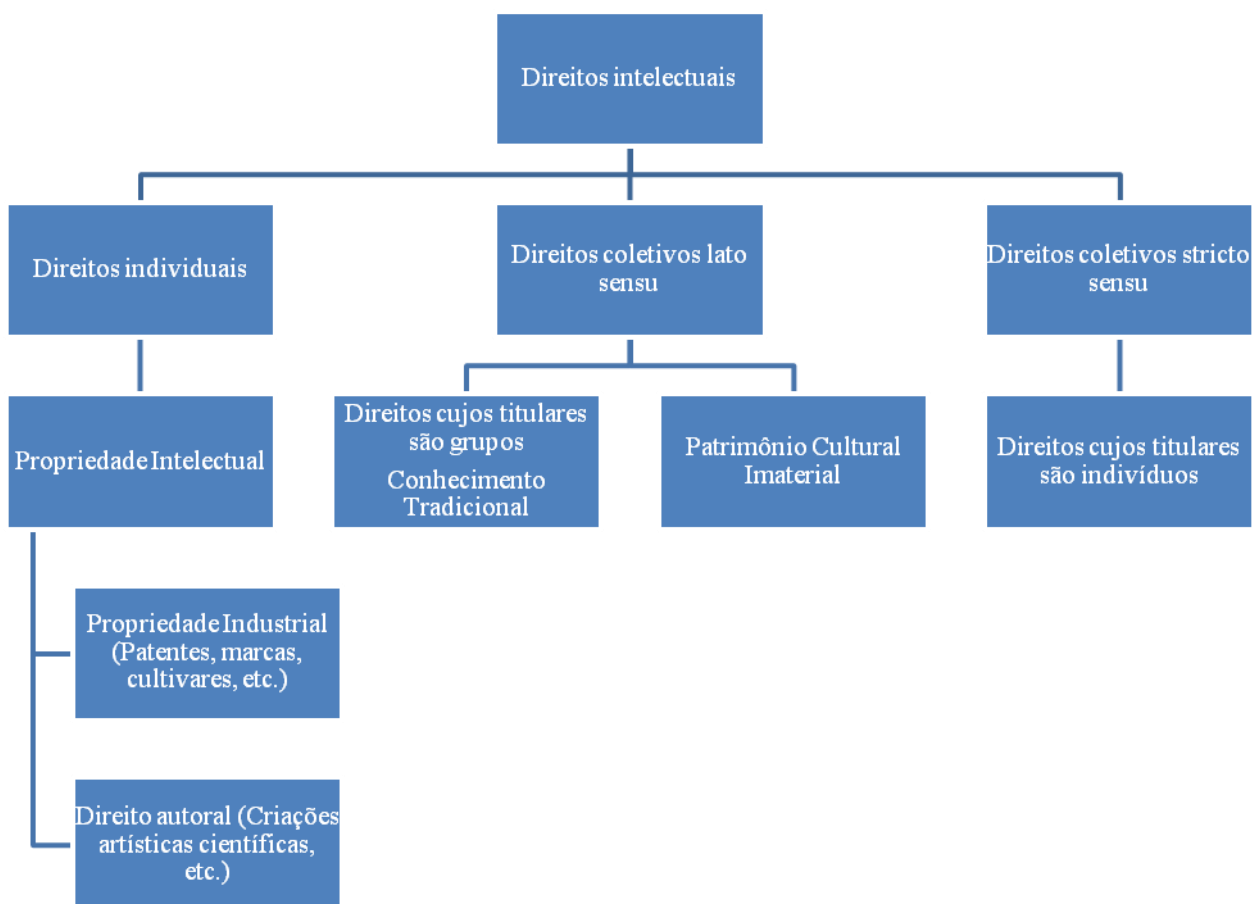 Direitos intelectuais
Direitos individuais
Direitos coletivos lato
sensu
Direitos coletivos stricto
sensu
Propriedade Intelectual
Direitos cujos titulares
são grupos
Conhecimento
Tradicional
Patrimônio Cultural
Imaterial
Direitos cujos titulares
são indivíduos
Propriedade Industrial
(Patentes, marcas,
cultivares, etc.)
Direito autoral (Criações
artísticas científicas,
etc.)